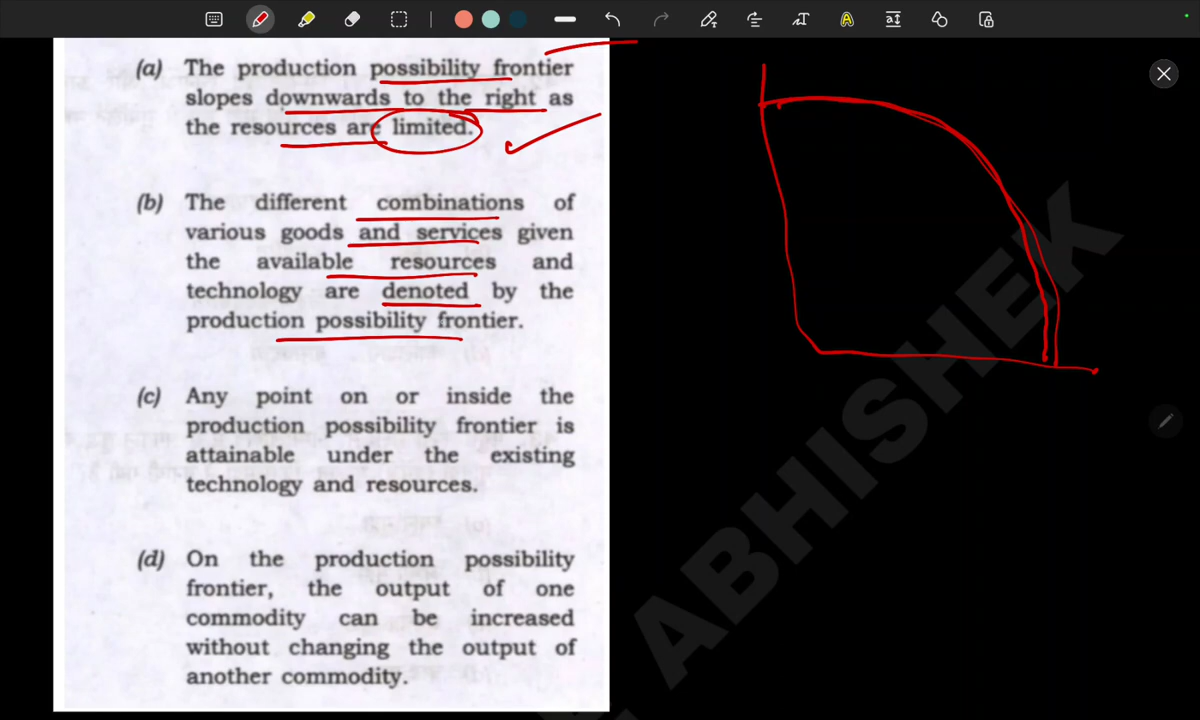 (a) The production possibility frontier
slopes downwards to the right as
the resources are limited.
(b) The different combinations of
various goods and services given
the available resources and
technology are denoted by the
production possibility frontier.
(c) Any point on or inside the
production possibility frontier is
attainable under the existing
technology and resources.
(d) On the production possibility
frontier, the output of one
commodity can be increased
without changing the output of
another commodity.
ABHISHEK